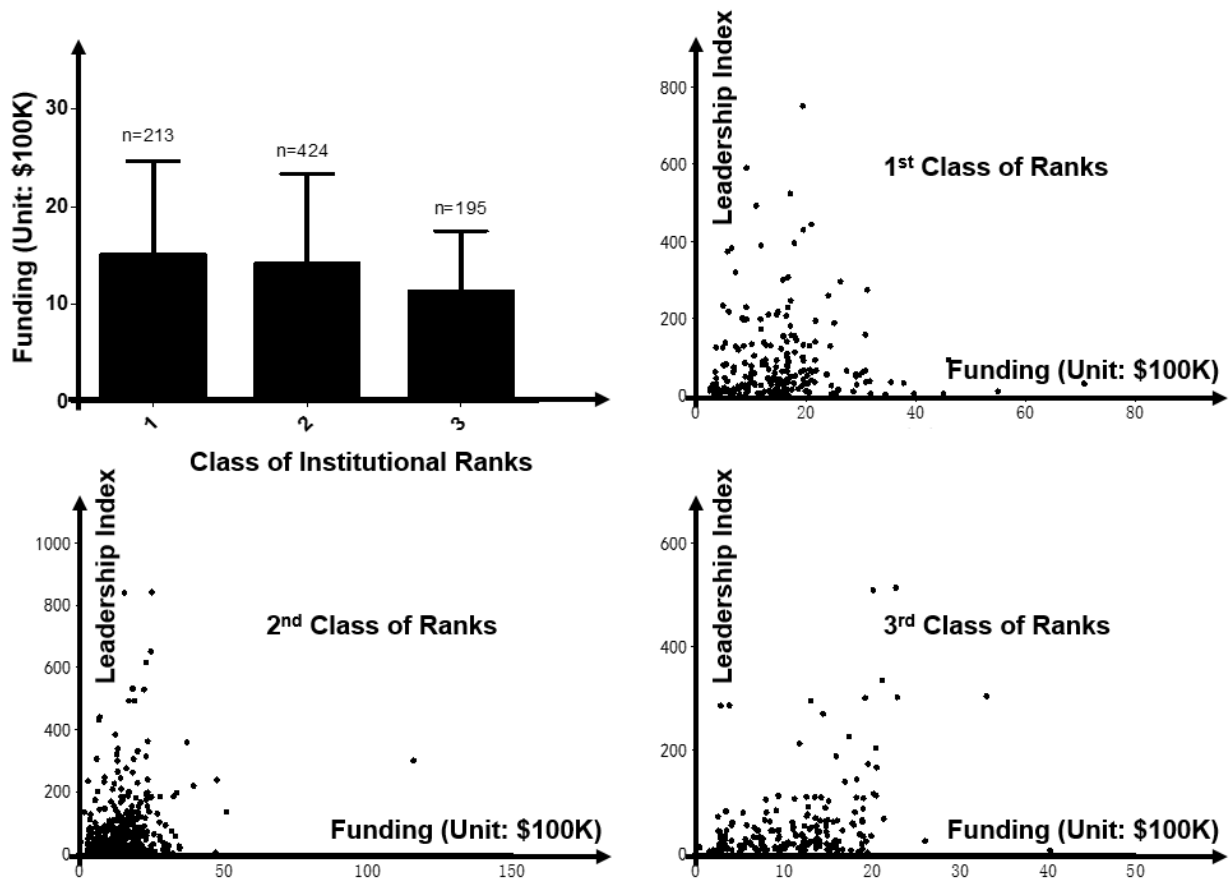 Funding (Unit: $100K)
30
20
10
0
n=213
n=424
n=195
1
2
3
Class of Institutional Ranks
Leadership Index
800
600
400
200
0
1st Class of Ranks
Funding (Unit: $100K)
0
20
40
60
80
Leadership Index
1000
800
600
400
200
0
2nd Class of Ranks
Funding (Unit: $100K)
0
50
100
150
Leadership Index
600
400
200
0
3rd Class of Ranks
Funding (Unit: $100K)
0
10
20
30
40
50